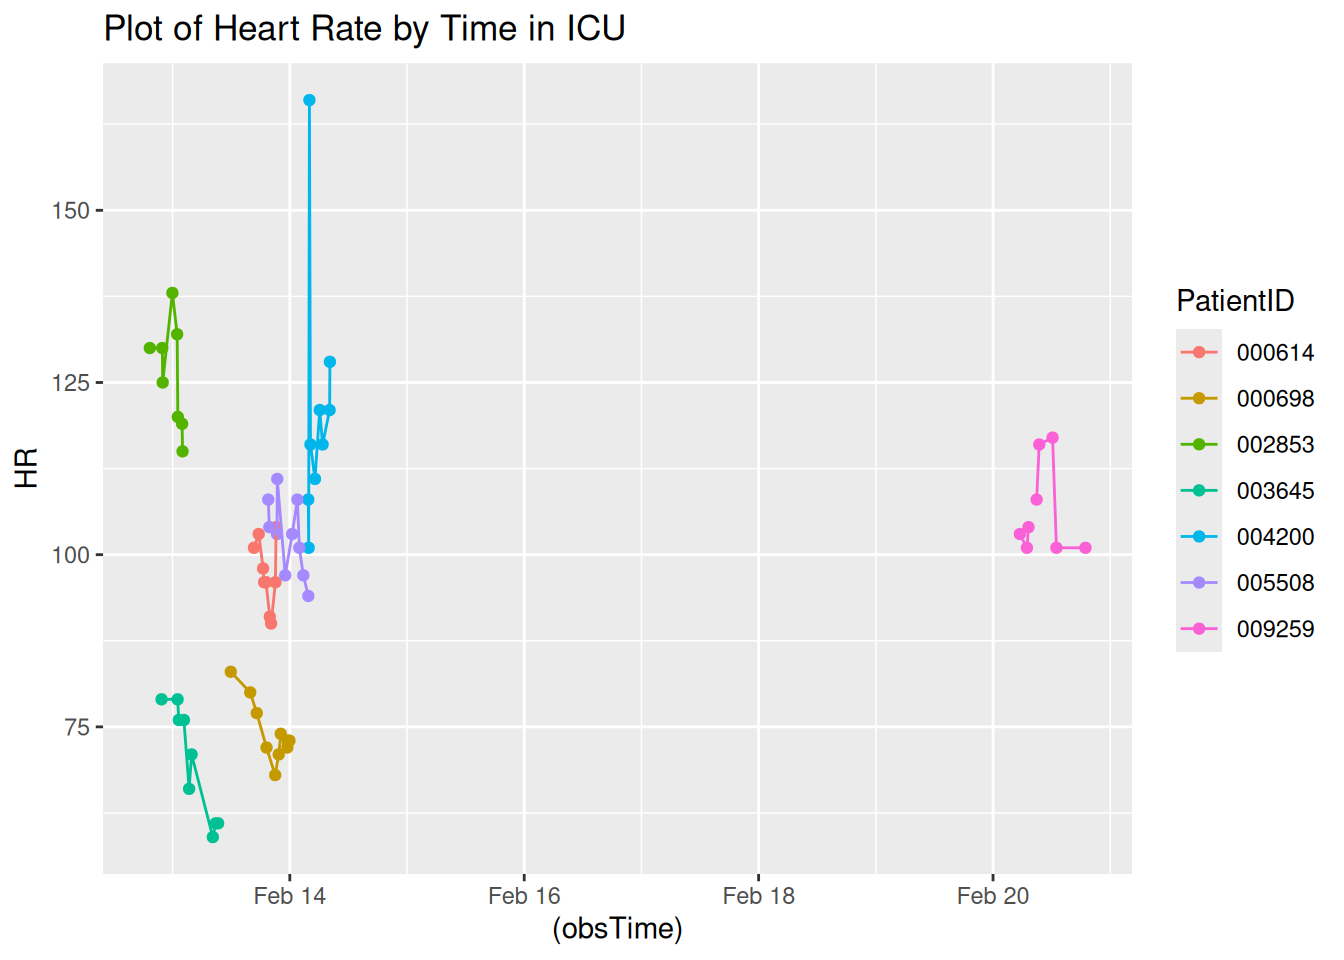 Plot of Heart Rate by Time in ICU
150
125
100
75
HR
Feb 14
Feb 16
Feb 18
Feb 20
(obsTime)
PatientID
000614
000698
002853
003645
004200
005508
009259